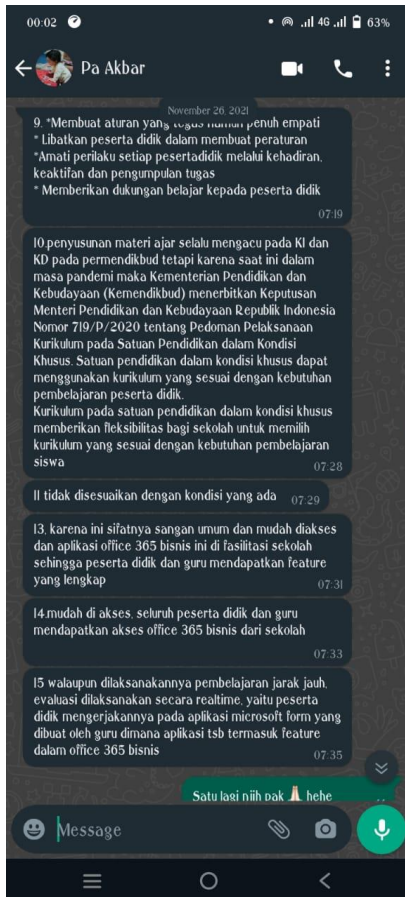 00:02
4G 63%
Pa Akbar
November 26, 2021
9. *Membuat aturan yang tegas namun penuh empati
* Libatkan peserta didik dalam membuat peraturan
*Amati perilaku setiap pesertadidik melalui kehadiran,
keaktifan dan pengumpulan tugas
* Memberikan dukungan belajar kepada peserta didik
07:19
10.penyusunan materi ajar selalu mengacu pada KI dan
KD pada permendikbud tetapi karena saat ini dalam
masa pandemi maka Kementerian Pendidikan dan
Kebudayaan (Kemendikbud) menerbitkan Keputusan
Menteri Pendidikan dan Kebudayaan Republik Indonesia
Nomor 719/P/2020 tentang Pedoman Pelaksanaan
Kurikulum pada Satuan Pendidikan dalam Kondisi
Khusus. Satuan pendidikan dalam kondisi khusus dapat
menggunakan kurikulum yang sesuai dengan kebutuhan
pembelajaran peserta didik.
Kurikulum pada satuan pendidikan dalam kondisi khusus
memberikan fleksibilitas bagi sekolah untuk memilih
kurikulum yang sesuai dengan kebutuhan pembelajaran
siswa
07:28
11 tidak disesuaikan dengan kondisi yang ada 07:29
13, karena ini sifatnya sangan umum dan mudah diakses
dan aplikasi office 365 bisnis ini di fasilitasi sekolah
sehingga peserta didik dan guru mendapatkan feature
yang lengkap
07:31
14.mudah di akses, seluruh peserta didik dan guru
mendapatkan akses office 365 bisnis dari sekolah
07:33
15 walaupun dilaksanakannya pembelajaran jarak jauh,
evaluasi dilaksanakan secara realtime, yaitu peserta
didik mengerjakannya pada aplikasi microsoft form yang
dibuat oleh guru dimana aplikasi tsb termasuk feature
dalam office 365 bisnis
07:35
Satu lagi niih pak 🙏🏻 hehe
Message